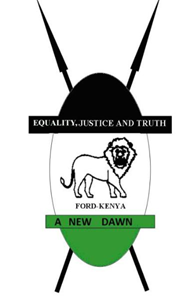 EQUALITY, JUSTICE AND TRUTH
FORD-KENYA
A NEW DAWN